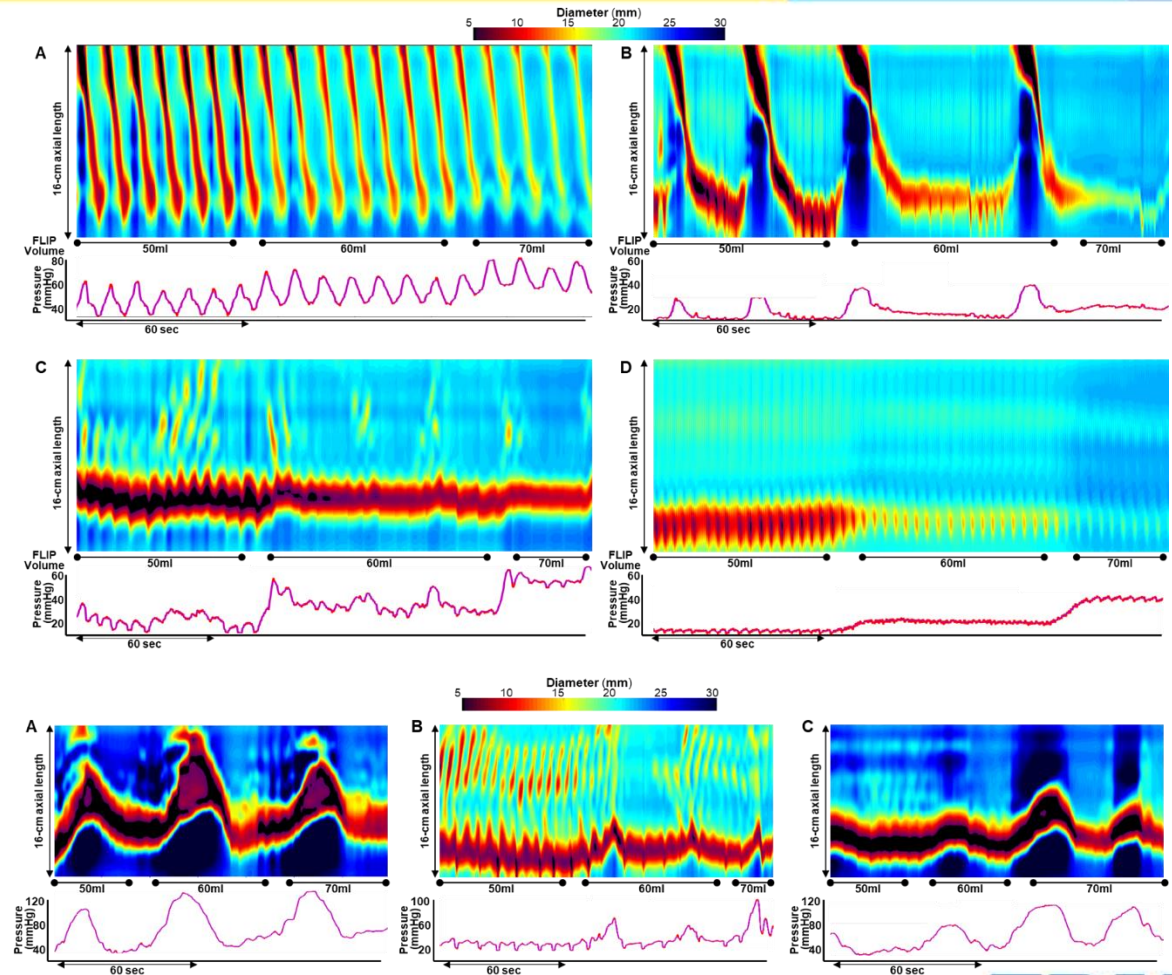 Diameter (mm)
5 10 15 20 25 30
A
16-cm axial length
FLIP
Volume
50ml 60ml 70ml
Pressure
(mmHg)
80
60
40
60 sec
B
16-cm axial length
FLIP
Volume
50ml 60ml 70ml
Pressure
(mmHg)
60
40
20
60 sec
C
16-cm axial length
FLIP
Volume
50ml 60ml 70ml
Pressure
(mmHg)
60
40
20
60 sec
D
16-cm axial length
FLIP
Volume
50ml 60ml 70ml
Pressure
(mmHg)
60
40
20
60 sec
Diameter (mm)
5 10 15 20 25 30
A
16-cm axial length
50ml 60ml 70ml
Pressure
(mmHg)
120
80
40
60 sec
B
16-cm axial length
50ml 60ml 70ml
Pressure
(mmHg)
100
60
20
60 sec
C
16-cm axial length
50ml 60ml 70ml
Pressure
(mmHg)
120
80
40
60 sec